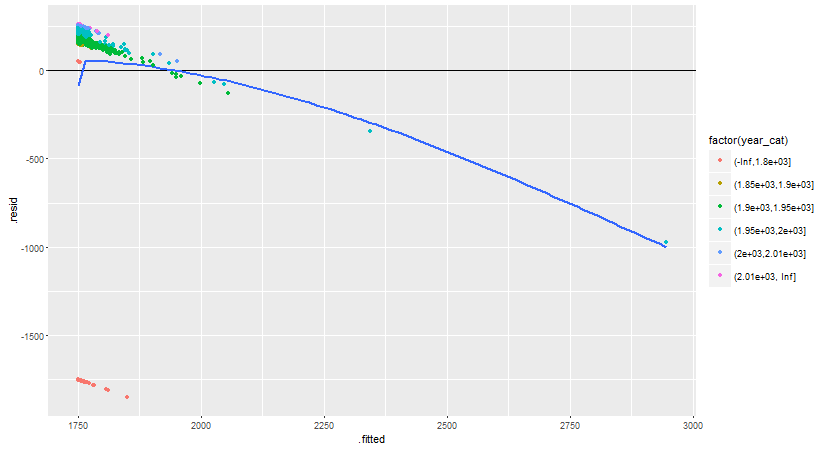 0
-500
-1000
-1500
.resid
1750
2000
2250
2500
2750
3000
.fitted
factor(year_cat)
(-Inf,1.8e+03]
(1.85e+03,1.9e+03]
(1.9e+03,1.95e+03]
(1.95e+03,2e+03]
(2e+03,2.01e+03]
(2.01e+03, Inf]